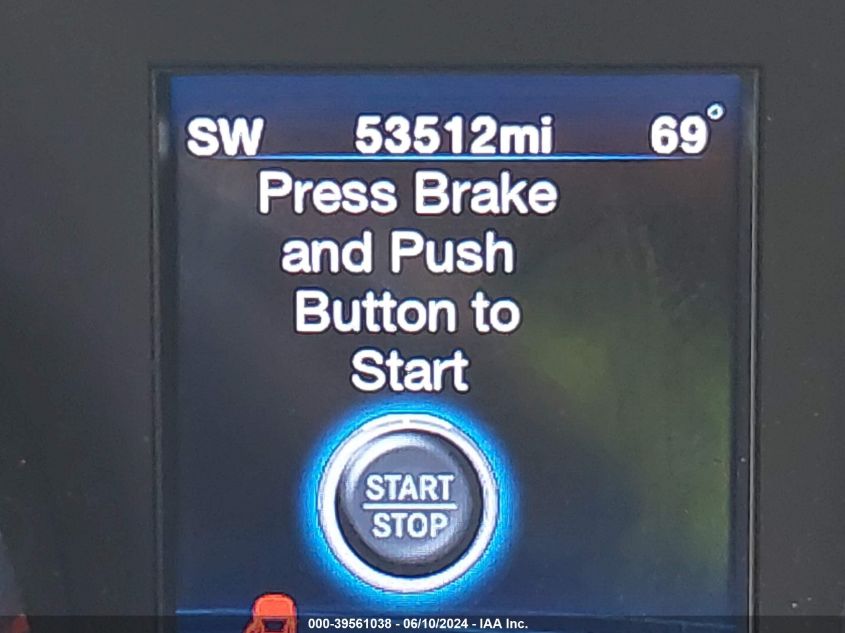 SW 53512mi 69°
Press Brake
and Push
Button to
Start
START
STOP
000-39561038 - 06/10/2024 - IAA Inc.